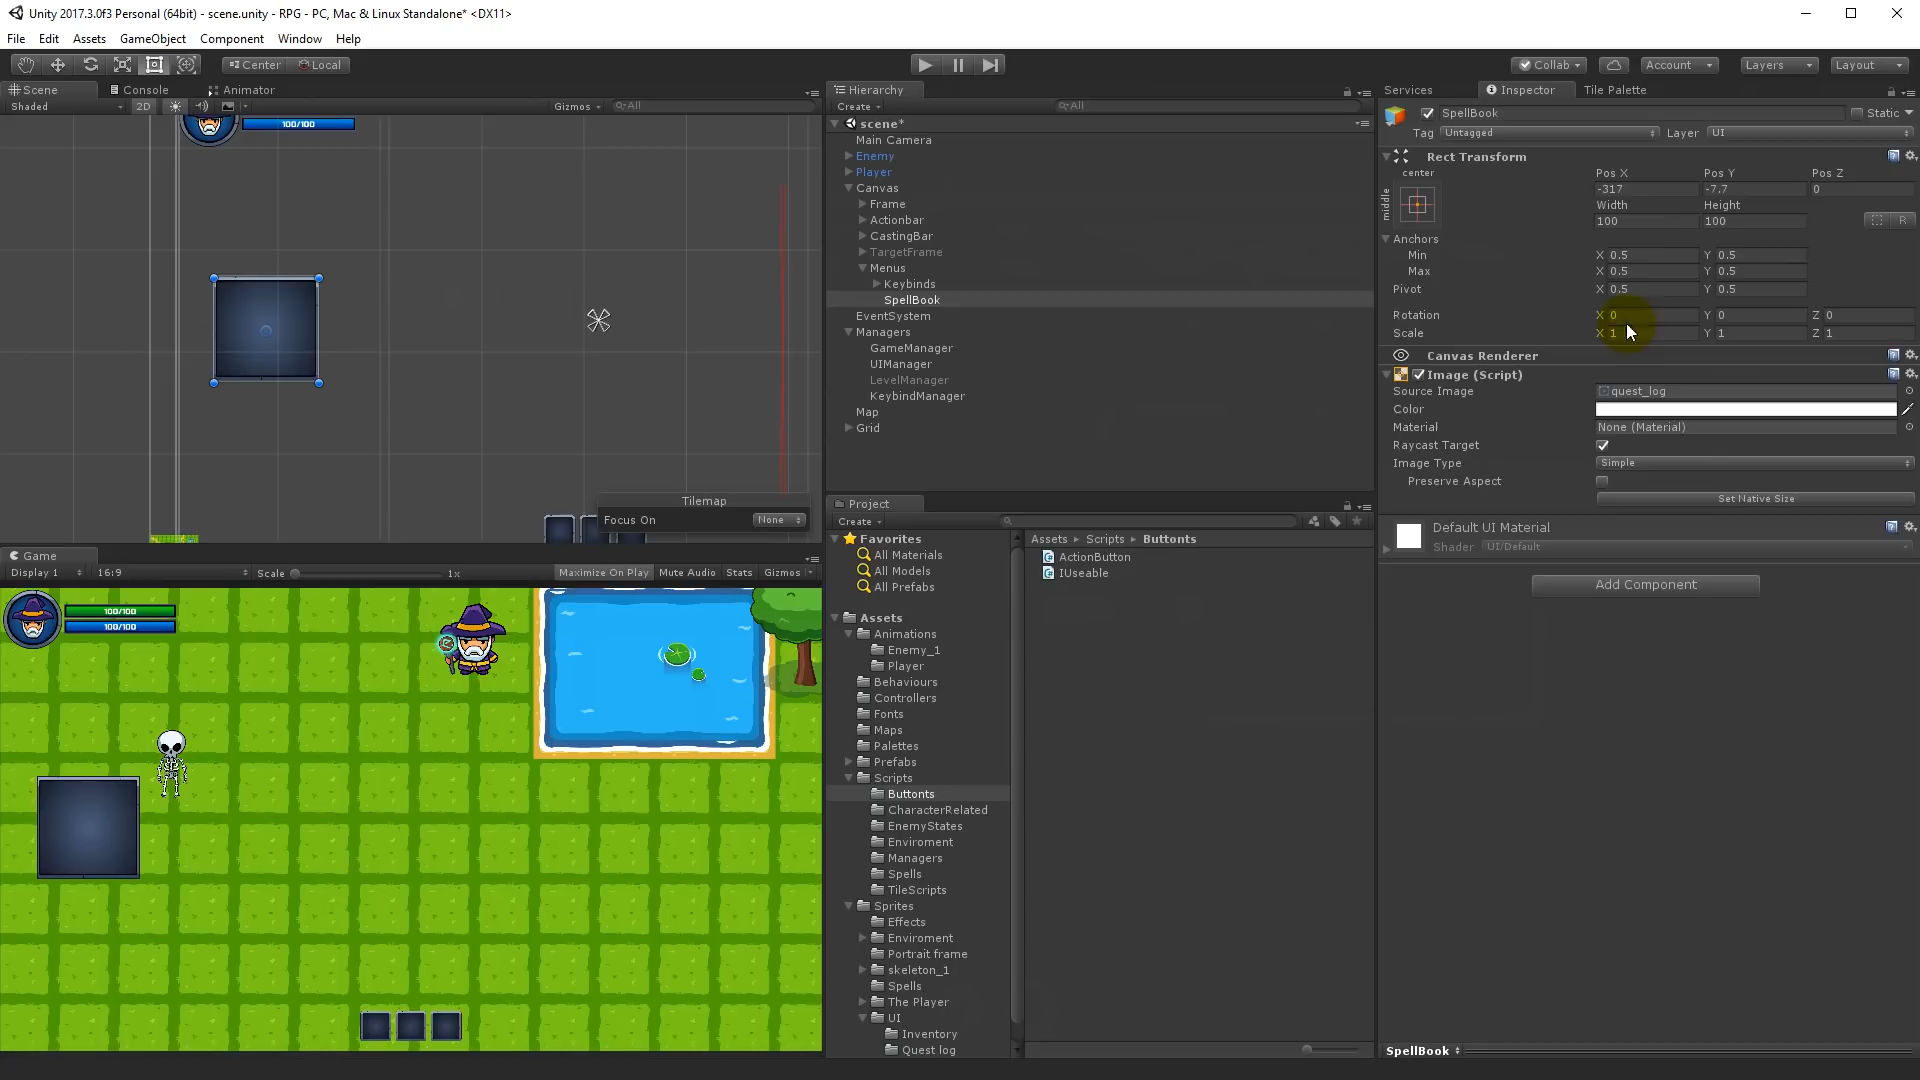 Unity 2017.3.0f3 Personal (64bit) - scene.unity - RPG - PC, Mac & Linux Standalone* <DX11>
File Edit Assets GameObject Component Window Help
Center Local Collab Account Layers Layout
Scene Console Animator
Shaded 2D Gizmos All
100/100
Tilemap
Focus On None
Game
Display 1 16:9 Scale 1x Maximize On Play Mute Audio Stats Gizmos
100/100
100/100
Hierarchy
Create All
scene*
Main Camera
Enemy
Player
Canvas
Frame
Actionbar
CastingBar
TargetFrame
Menus
Keybinds
SpellBook
EventSystem
Managers
GameManager
UIManager
LevelManager
KeybindManager
Map
Grid
Project
Create
Favorites
All Materials
All Models
All Prefabs
Assets
Animations
Enemy_1
Player
Behaviours
Controllers
Fonts
Maps
Palettes
Prefabs
Scripts
Buttonts
CharacterRelated
EnemyStates
Enviroment
Managers
Spells
TileScripts
Sprites
Effects
Enviroment
Portrait frame
skeleton_1
Spells
The Player
UI
Inventory
Quest log
Assets Scripts Buttonts
ActionButton
IUseable
Services Inspector Tile Palette
SpellBook Static
Tag Untagged Layer UI
Rect Transform
center Pos X Pos Y Pos Z
middle -317 -7.7 0
Width Height
100 100 R
Anchors
Min X 0.5 Y 0.5
Max X 0.5 Y 0.5
Pivot X 0.5 Y 0.5
Rotation X 0 Y 0 Z 0
Scale X 1 Y 1 Z 1
Canvas Renderer
Image (Script)
Source Image quest_log
Color
Material None (Material)
Raycast Target
Image Type Simple
Preserve Aspect
Set Native Size
Default UI Material
Shader UI/Default
Add Component
SpellBook